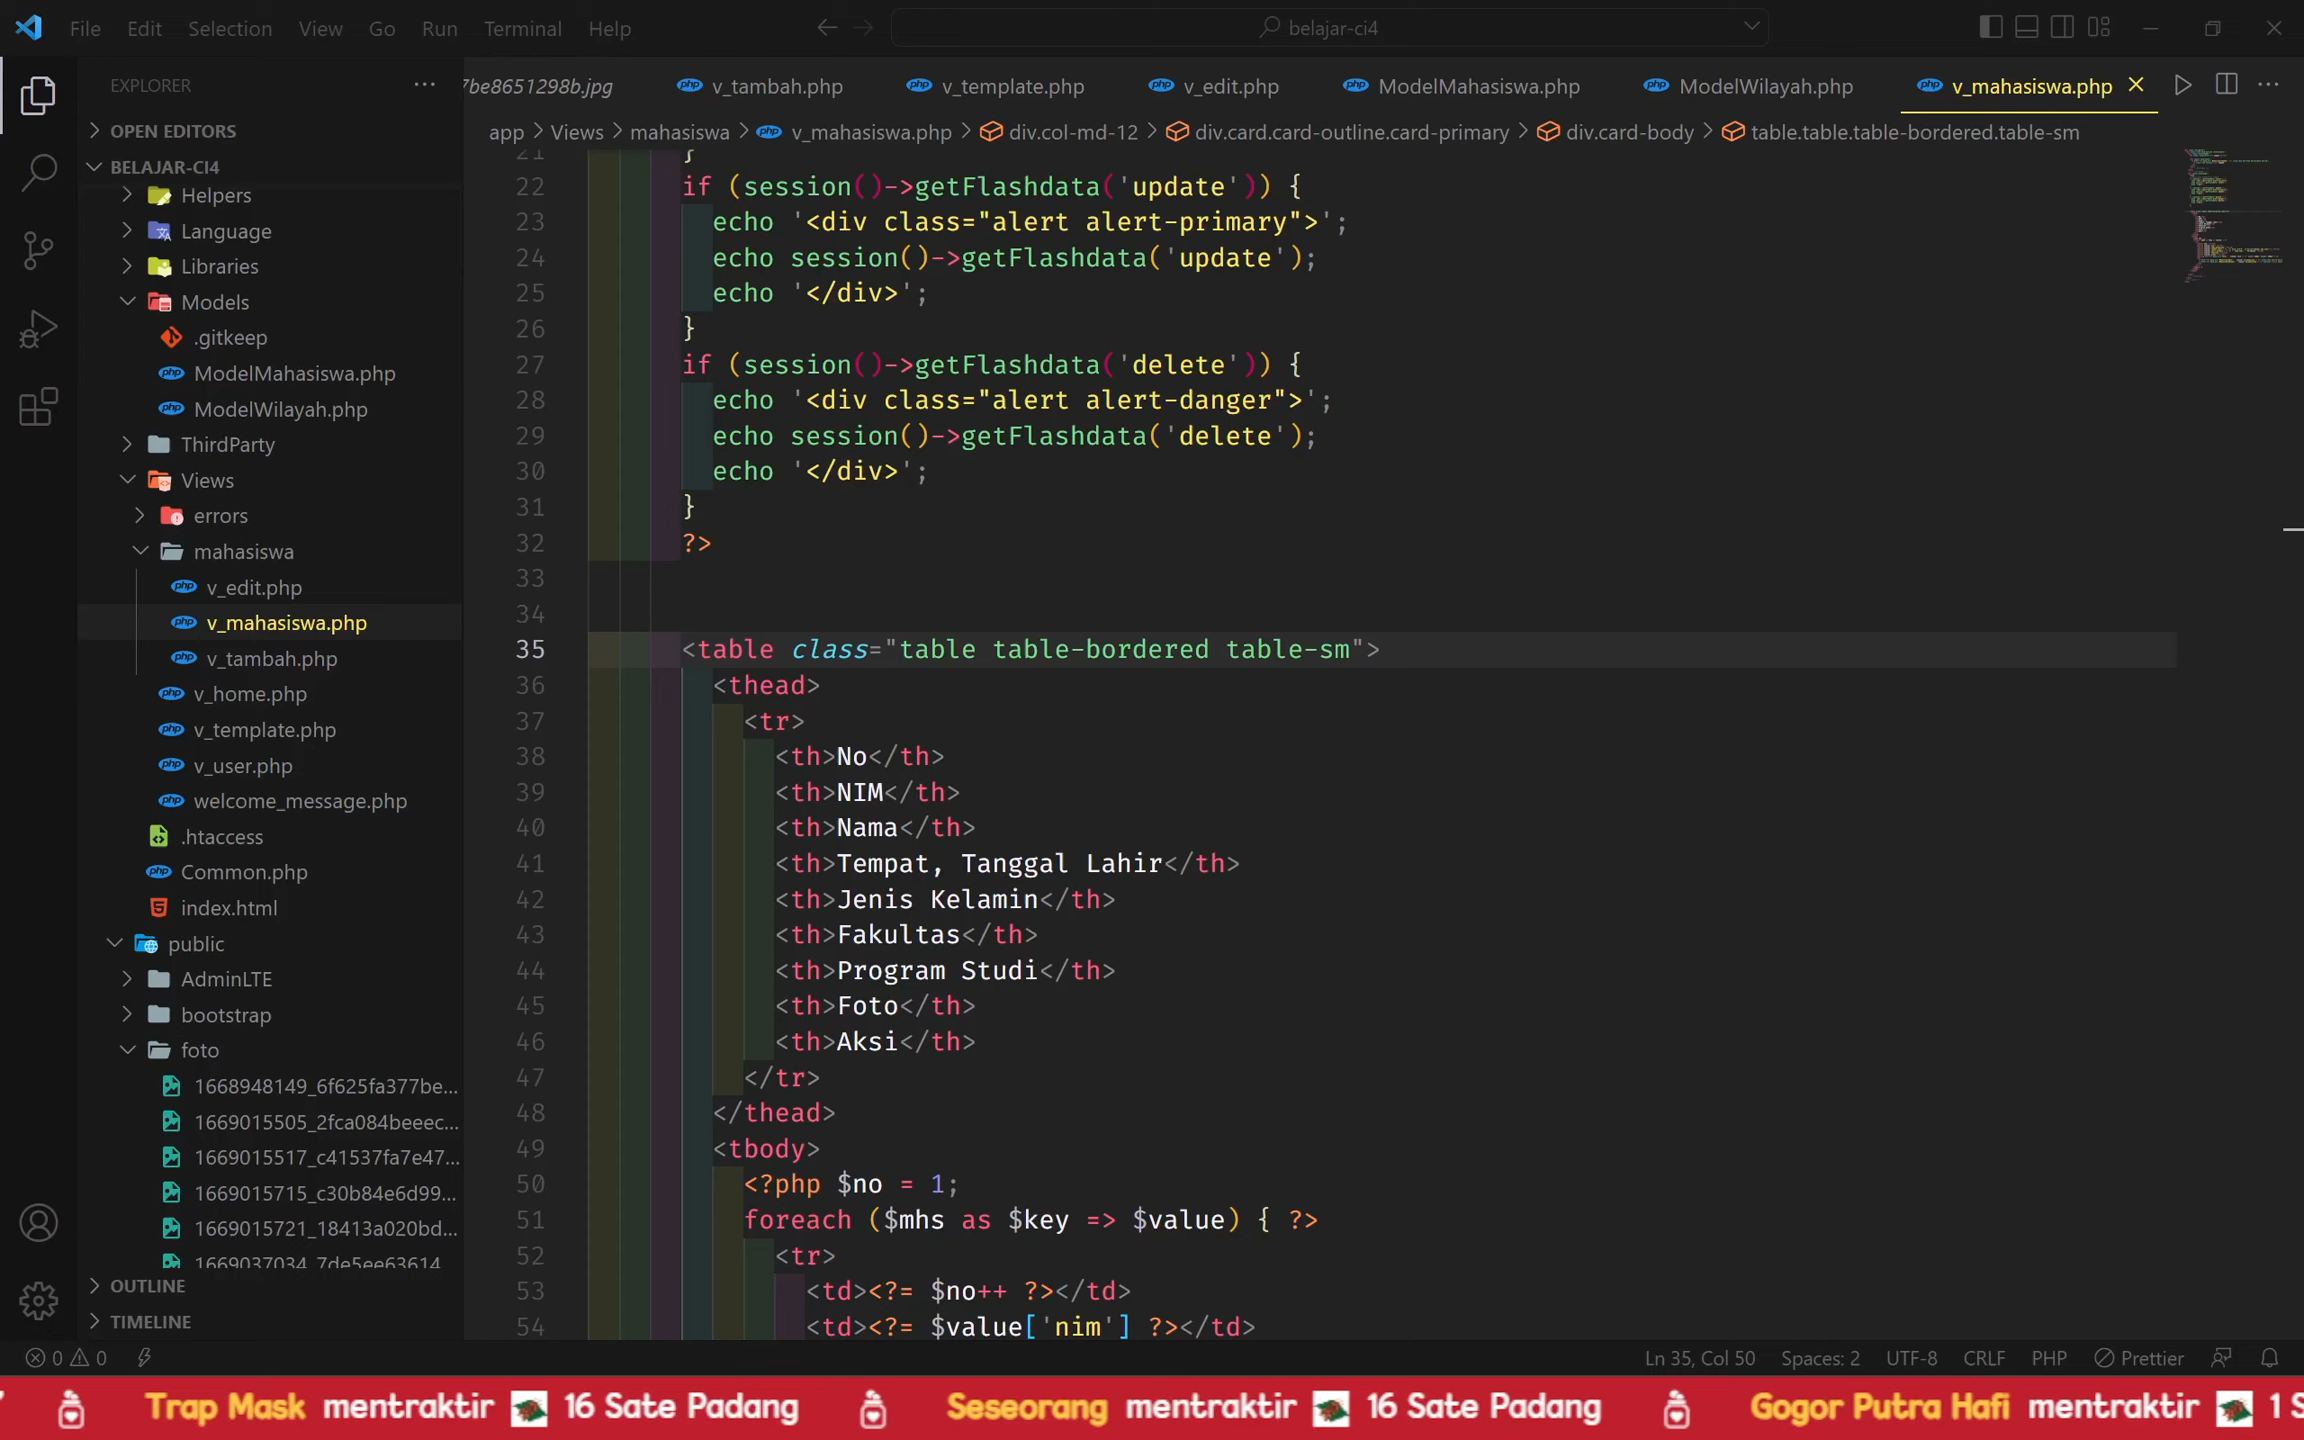 File Edit Selection View Go Run Terminal Help
belajar-ci4
EXPLORER
7be8651298b.jpg v_tambah.php v_template.php v_edit.php ModelMahasiswa.php ModelWilayah.php v_mahasiswa.php
app > Views > mahasiswa > v_mahasiswa.php > div.col-md-12 > div.card.card-outline.card-primary > div.card-body > table.table.table-bordered.table-sm
OPEN EDITORS
BELAJAR-CI4
Helpers
Language
Libraries
Models
.gitkeep
ModelMahasiswa.php
ModelWilayah.php
ThirdParty
Views
errors
mahasiswa
v_edit.php
v_mahasiswa.php
v_tambah.php
v_home.php
v_template.php
v_user.php
welcome_message.php
.htaccess
Common.php
index.html
public
AdminLTE
bootstrap
foto
1668948149_6f625fa377be...
1669015505_2fca084beeec...
1669015517_c41537fa7e47...
1669015715_c30b84e6d99...
1669015721_18413a020bd...
1669037034_7de5ee63614
OUTLINE
TIMELINE
21 }
22 if (session()->getFlashdata('update')) {
23 echo '<div class="alert alert-primary">';
24 echo session()->getFlashdata('update');
25 echo '</div>';
26 }
27 if (session()->getFlashdata('delete')) {
28 echo '<div class="alert alert-danger">';
29 echo session()->getFlashdata('delete');
30 echo '</div>';
31 }
32 ?>
33
34
35 <table class="table table-bordered table-sm">
36 <thead>
37 <tr>
38 <th>No</th>
39 <th>NIM</th>
40 <th>Nama</th>
41 <th>Tempat, Tanggal Lahir</th>
42 <th>Jenis Kelamin</th>
43 <th>Fakultas</th>
44 <th>Program Studi</th>
45 <th>Foto</th>
46 <th>Aksi</th>
47 </tr>
48 </thead>
49 <tbody>
50 <?php $no = 1;
51 foreach ($mhs as $key => $value) { ?>
52 <tr>
53 <td><?= $no++ ?></td>
54 <td><?= $value['nim'] ?></td>
0 0 Ln 35, Col 50 Spaces: 2 UTF-8 CRLF PHP Prettier
Trap Mask mentraktir 16 Sate Padang Seseorang mentraktir 16 Sate Padang Gogor Putra Hafi mentraktir 1 S